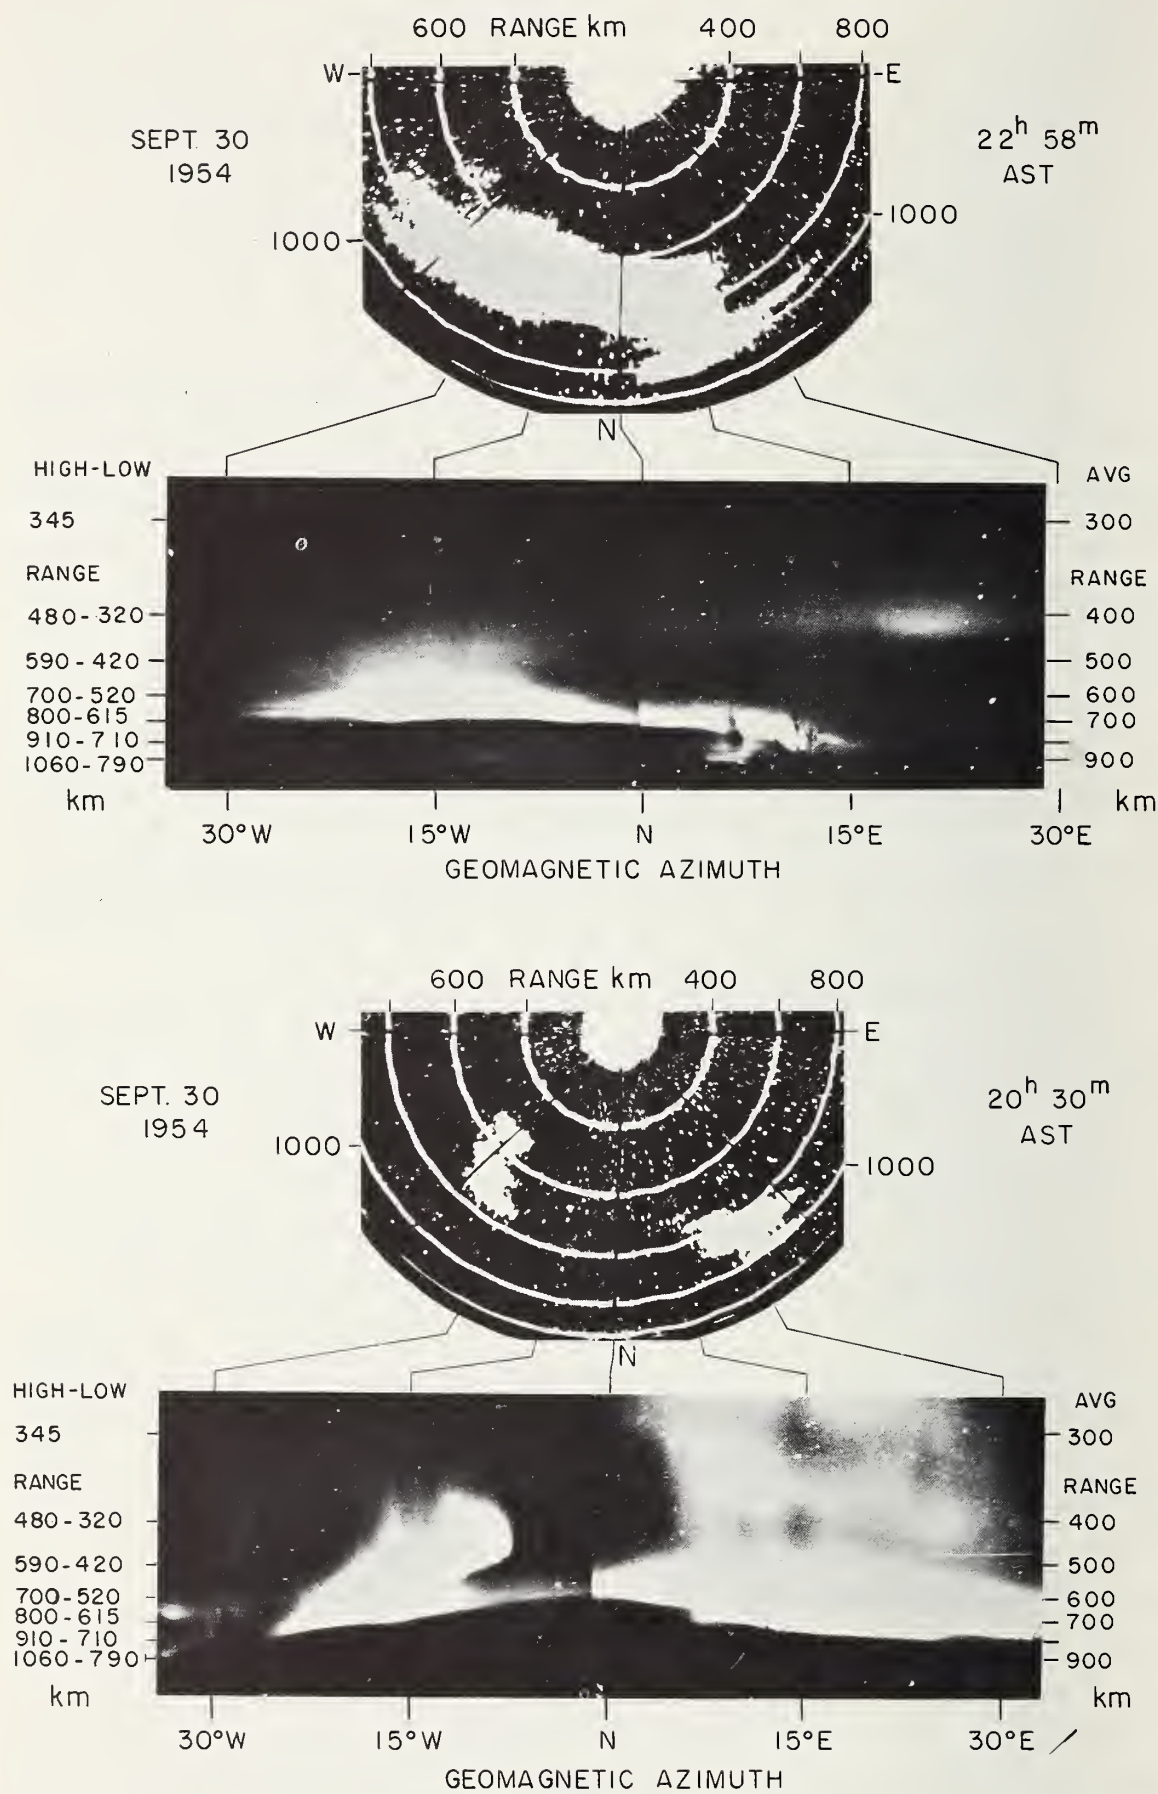 600 RANGE km 400 800
W E
SEPT. 30
1954
22h 58m
AST
1000
1000
N
HIGH-LOW
AVG
345
300
RANGE
RANGE
480-320
400
590-420
500
700-520
600
800-615
700
910-710
1060-790
900
km
km
30°W 15°W N 15°E 30°E
GEOMAGNETIC AZIMUTH
600 RANGE km 400 800
W E
SEPT. 30
1954
20h 30m
AST
1000
1000
N
HIGH-LOW
AVG
345
300
RANGE
RANGE
480-320
400
590-420
500
700-520
600
800-615
700
910-710
1060-790
900
km
km
30°W 15°W N 15°E 30°E
GEOMAGNETIC AZIMUTH